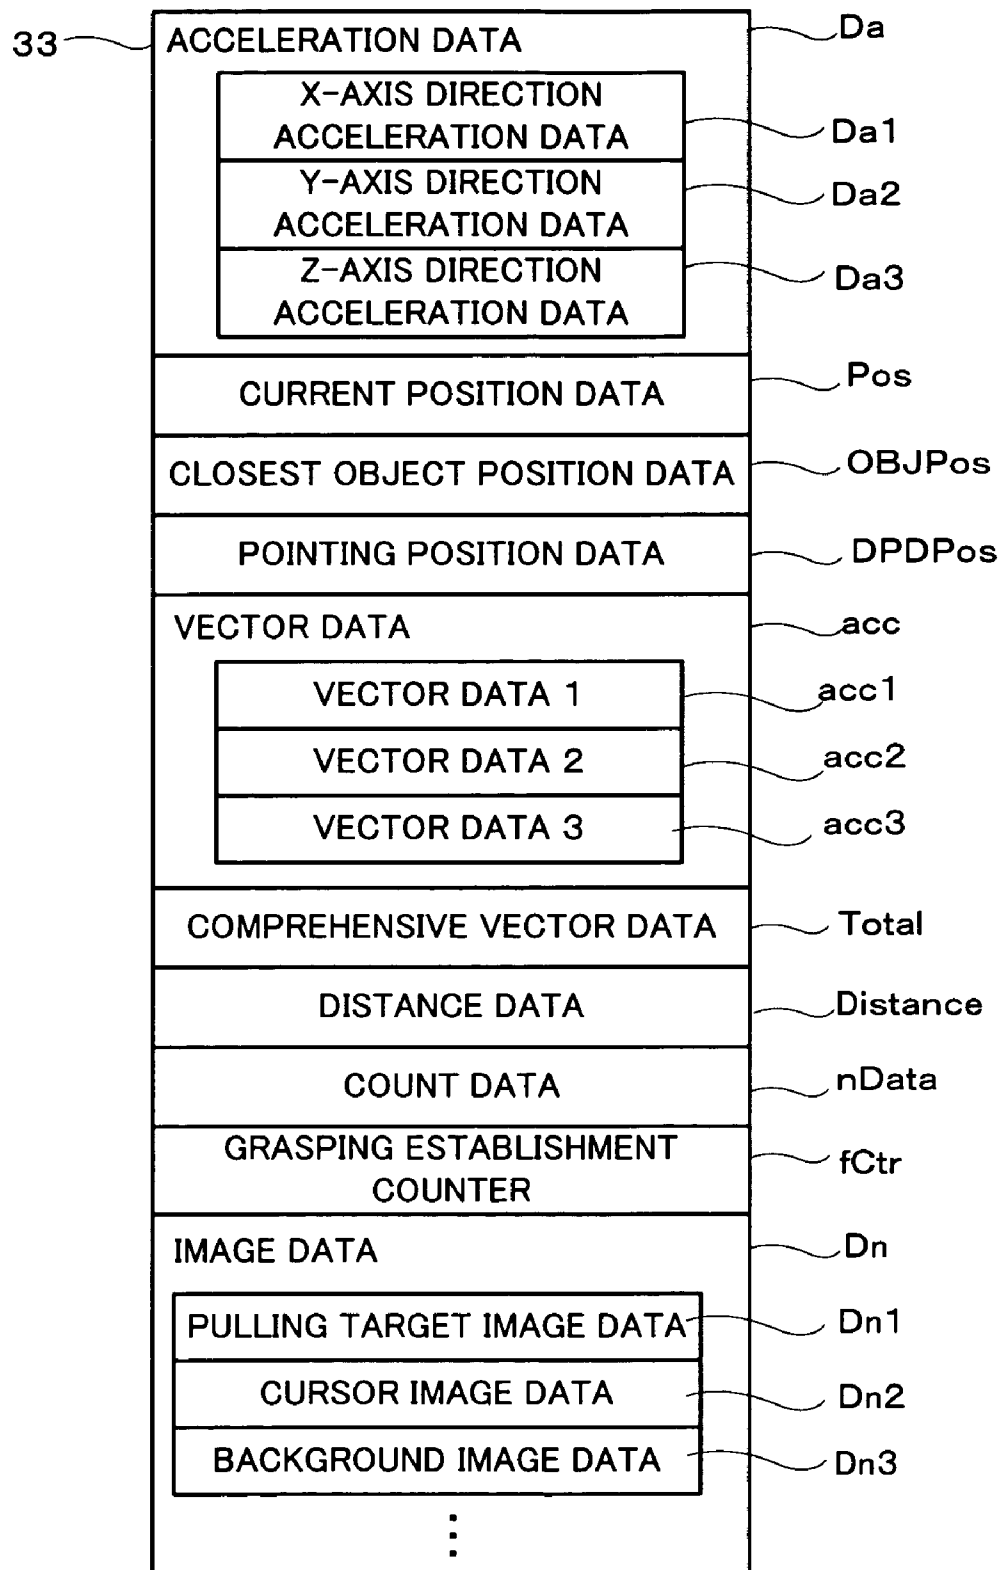 33
ACCELERATION DATA
Da
X-AXIS DIRECTION
ACCELERATION DATA
Da1
Y-AXIS DIRECTION
ACCELERATION DATA
Da2
Z-AXIS DIRECTION
ACCELERATION DATA
Da3
CURRENT POSITION DATA
Pos
CLOSEST OBJECT POSITION DATA
OBJPos
POINTING POSITION DATA
DPDPos
VECTOR DATA
acc
VECTOR DATA 1
acc1
VECTOR DATA 2
acc2
VECTOR DATA 3
acc3
COMPREHENSIVE VECTOR DATA
Total
DISTANCE DATA
Distance
COUNT DATA
nData
GRASPING ESTABLISHMENT
COUNTER
fCtr
IMAGE DATA
Dn
PULLING TARGET IMAGE DATA
Dn1
CURSOR IMAGE DATA
Dn2
BACKGROUND IMAGE DATA
Dn3
⋮